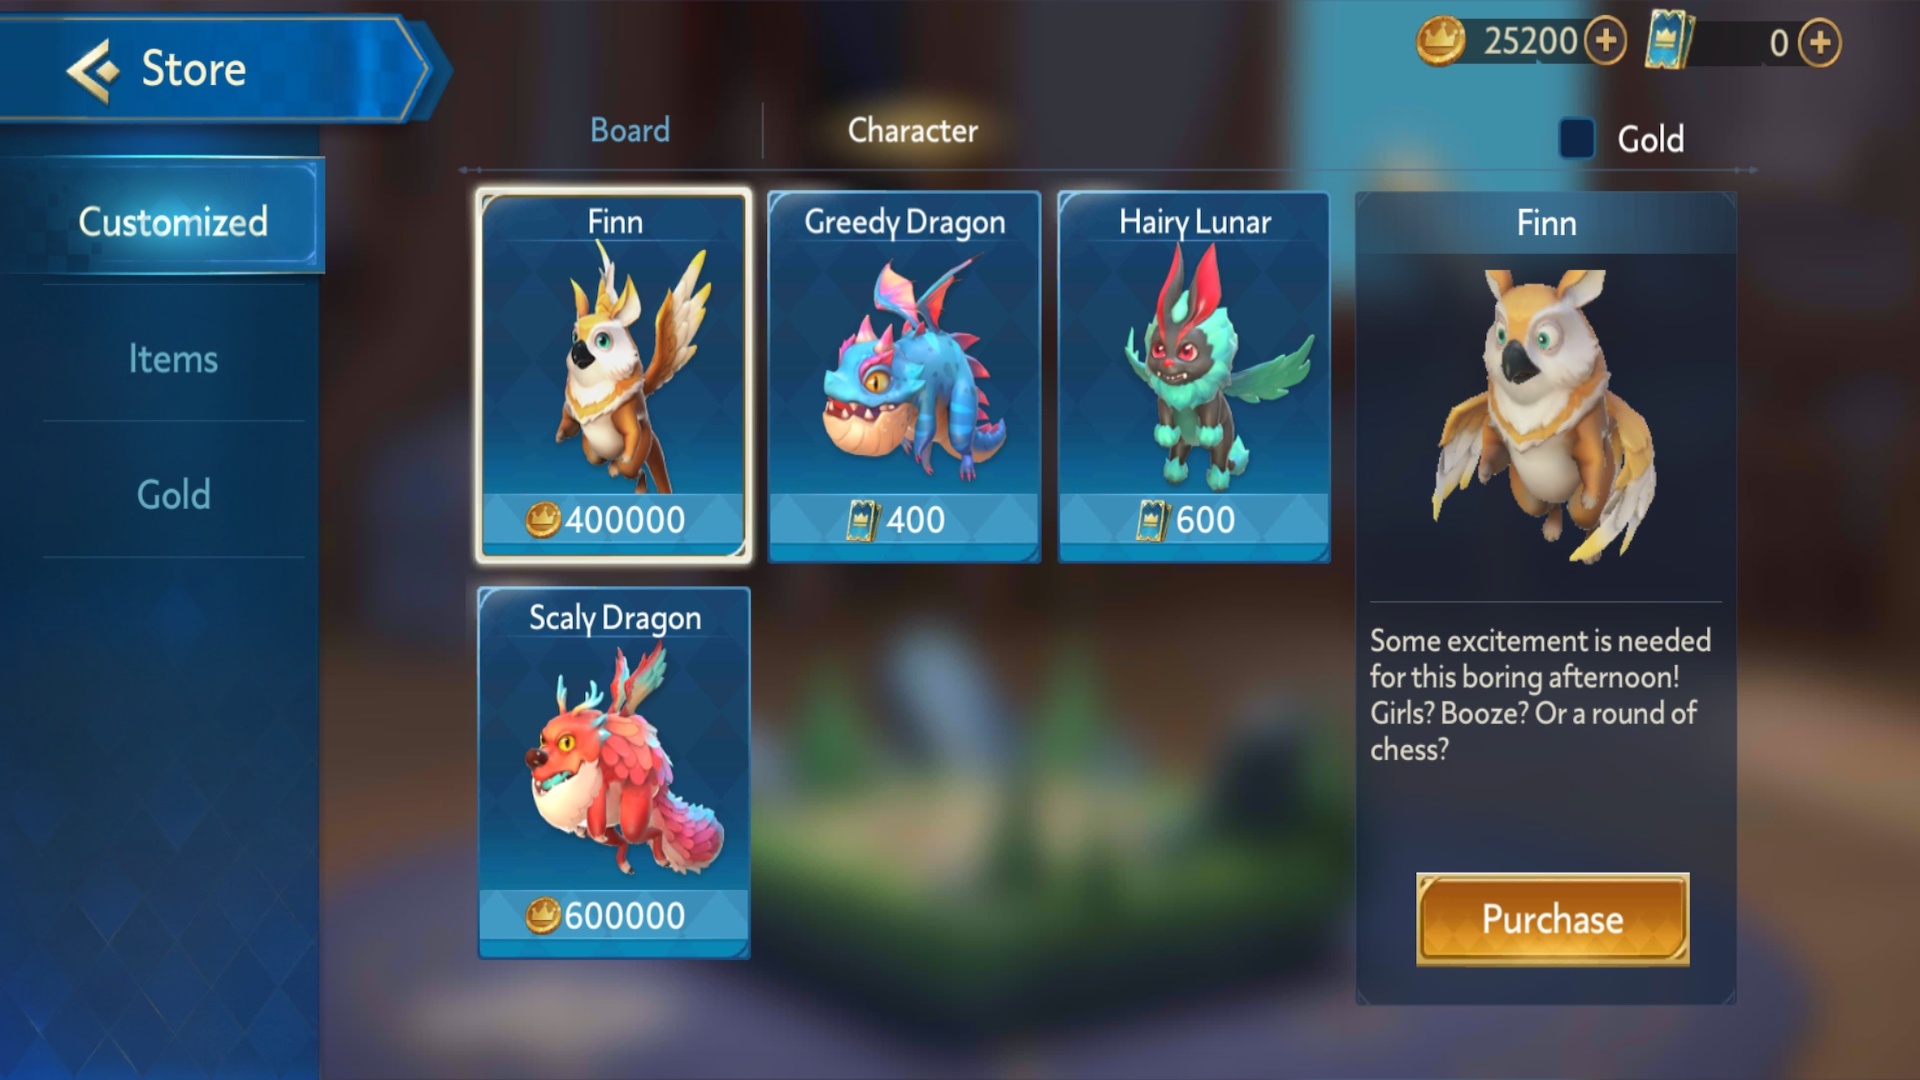 Store
25200
0
Board
Character
Gold
Customized
Items
Gold
Finn
400000
Greedy Dragon
400
Hairy Lunar
600
Scaly Dragon
600000
Finn
Some excitement is needed
for this boring afternoon!
Girls? Booze? Or a round of
chess?
Purchase